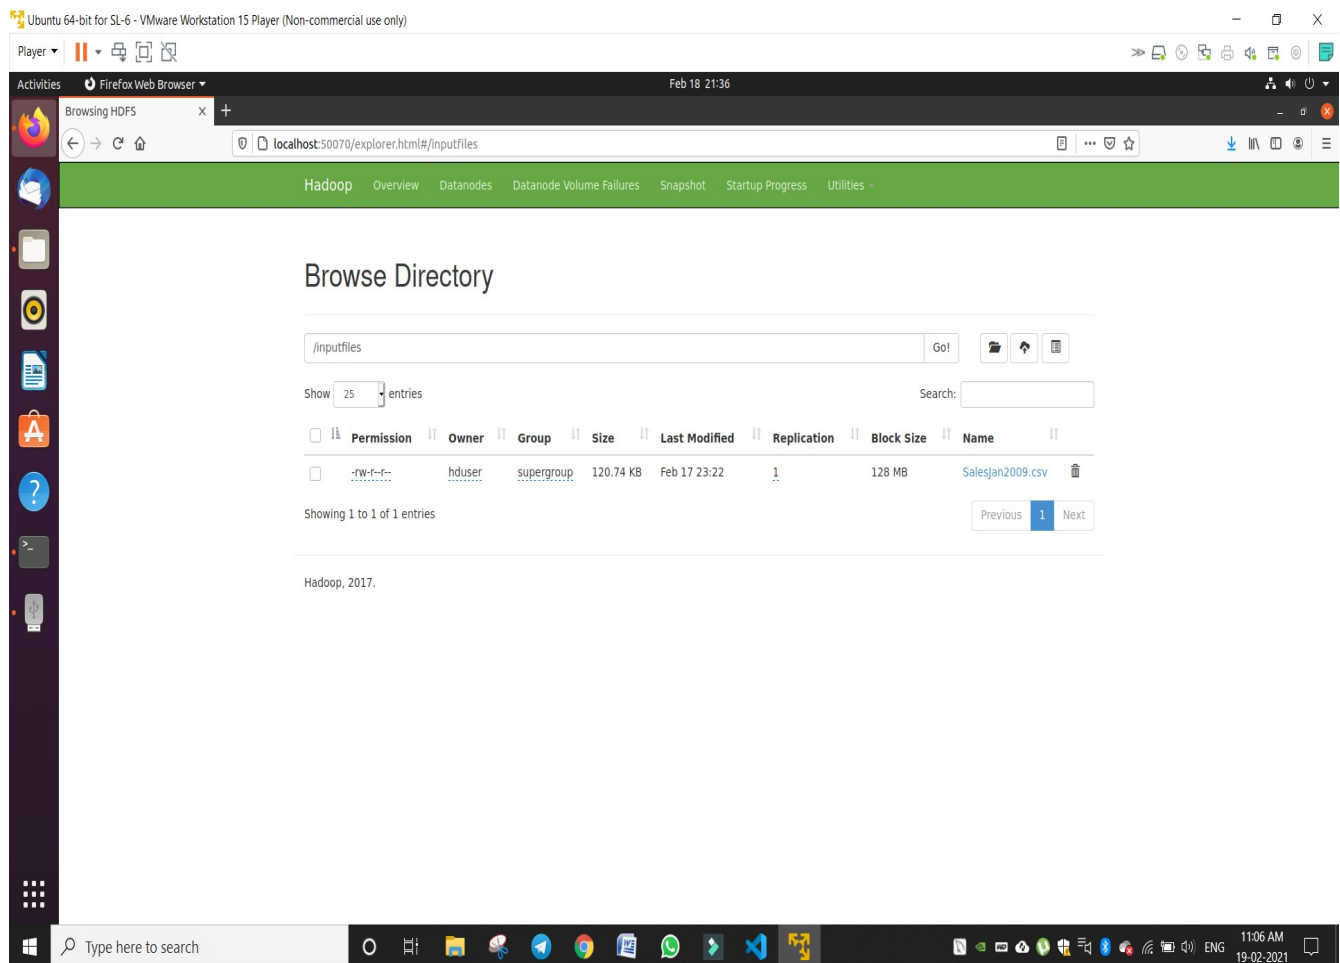 Ubuntu 64-bit for SL-6 - VMware Workstation 15 Player (Non-commercial use only)
Player
Activities Firefox Web Browser Feb 18 21:36
Browsing HDFS
localhost:50070/explorer.html#/inputfiles
Hadoop Overview Datanodes Datanode Volume Failures Snapshot Startup Progress Utilities
Browse Directory
/inputfiles Go!
Show 25 entries Search:
Permission Owner Group Size Last Modified Replication Block Size Name
-rw-r--r-- hduser supergroup 120.74 KB Feb 17 23:22 1 128 MB SalesJan2009.csv
Showing 1 to 1 of 1 entries Previous 1 Next
Hadoop, 2017.
Type here to search ENG 11:06 AM
19-02-2021